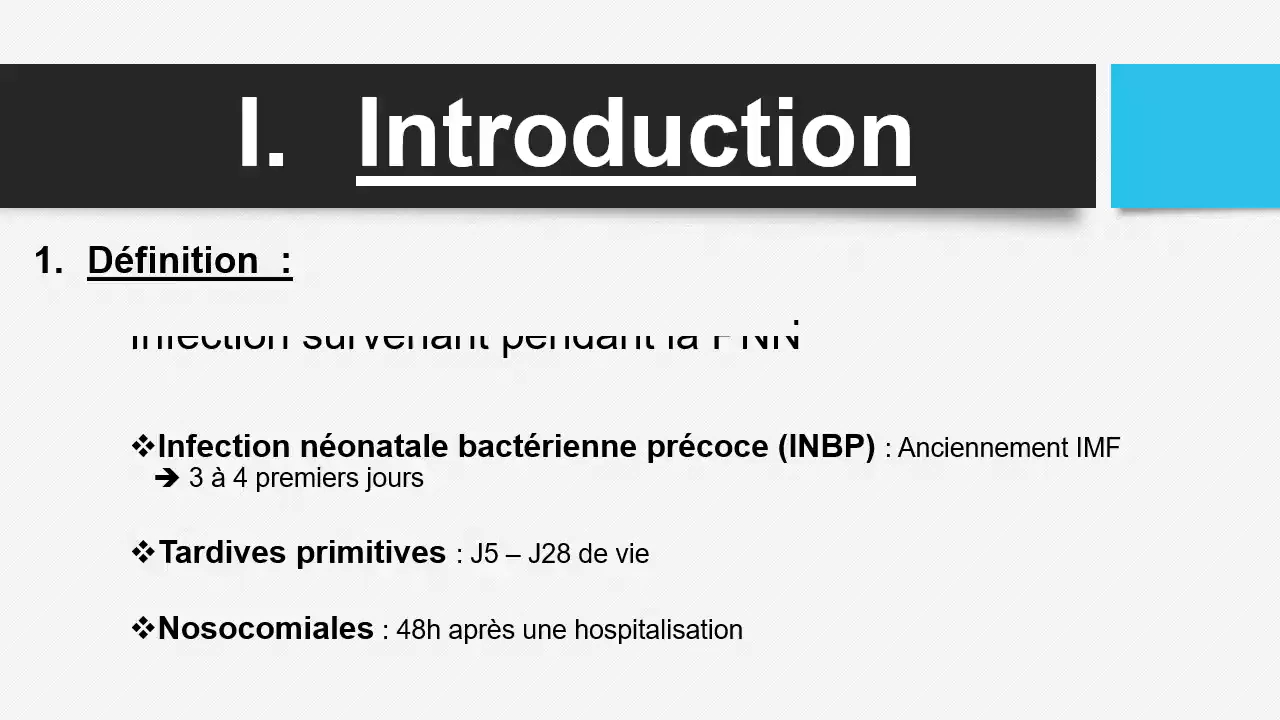 I. Introduction
1. Définition :
Infection survenant pendant la PNN
❖Infection néonatale bactérienne précoce (INBP) : Anciennement IMF
➔ 3 à 4 premiers jours
❖Tardives primitives : J5 – J28 de vie
❖Nosocomiales : 48h après une hospitalisation